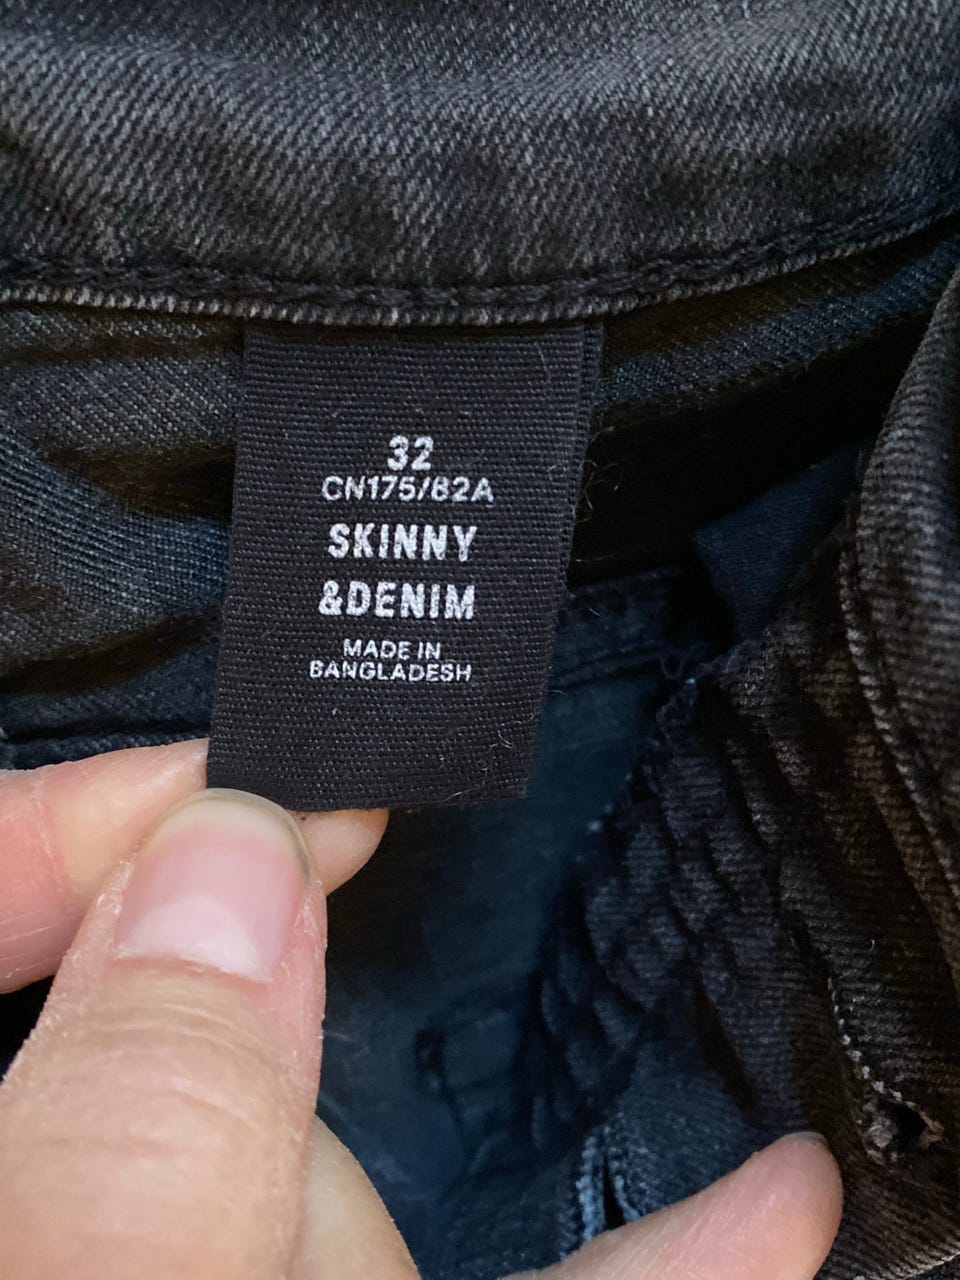 32
CN175/82A
SKINNY
&DENIM
MADE IN
BANGLADESH